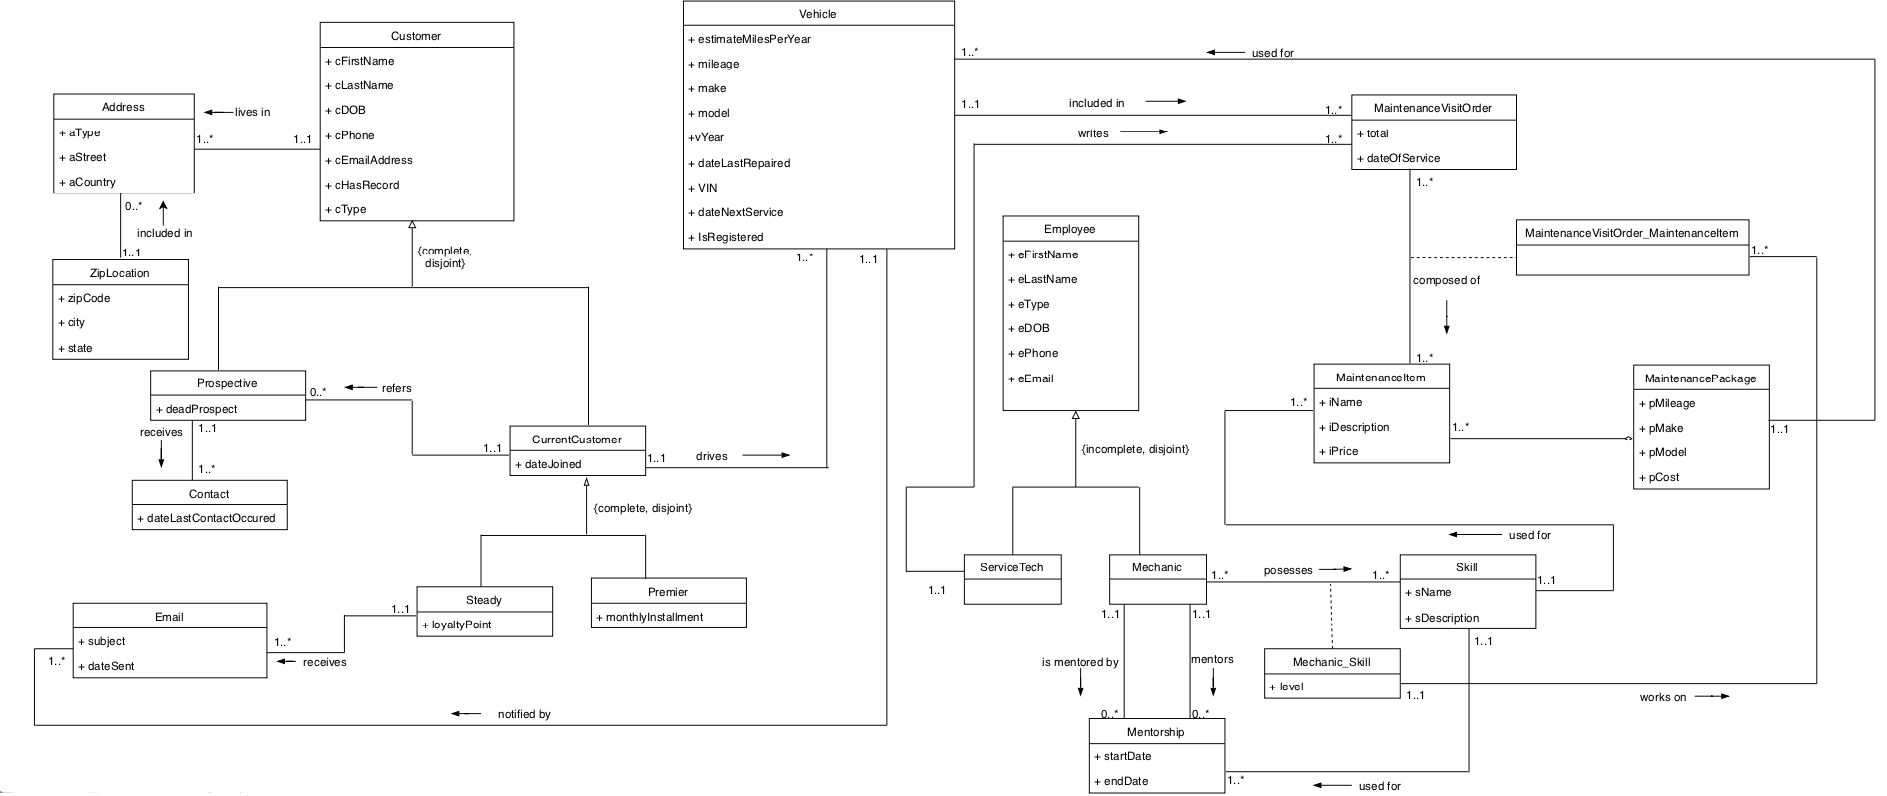 Vehicle
+ estimateMilesPerYear
+ mileage
+ make
+ model
+vYear
+ dateLastRepaired
+ VIN
+ dateNextService
+ IsRegistered
1..*
1..1
1..*
1..1
Customer
+ cFirstName
+ cLastName
+ cDOB
+ cPhone
+ cEmailAddress
+ cHasRecord
+ cType
Address
+ aType
+ aStreet
+ aCountry
lives in
1..*
1..1
0..*
included in
1..1
ZipLocation
+ zipCode
+ city
+ state
{complete,
disjoint}
Prospective
+ deadProspect
0..*
refers
1..1
receives
1..1
1..*
Contact
+ dateLastContactOccured
CurrentCustomer
+ dateJoined
1..1
drives
{complete, disjoint}
Steady
+ loyaltyPoint
Premier
+ monthlyInstallment
1..1
Email
+ subject
+ dateSent
1..*
receives
1..*
notified by
used for
included in
1..*
writes
1..*
MaintenanceVisitOrder
+ total
+ dateOfService
1..*
MaintenanceVisitOrder_MaintenanceItem
1..*
composed of
1..*
Employee
+ eFirstName
+ eLastName
+ eType
+ eDOB
+ ePhone
+ eEmail
{incomplete, disjoint}
MaintenanceItem
+ iName
+ iDescription
+ iPrice
1..*
1..*
MaintenancePackage
+ pMileage
+ pMake
+ pModel
+ pCost
1..1
used for
ServiceTech
1..1
Mechanic
1..*
posesses
1..*
Skill
+ sName
+ sDescription
1..1
1..1
1..1
1..1
is mentored by
mentors
Mechanic_Skill
+ level
1..1
works on
0..*
0..*
Mentorship
+ startDate
+ endDate
1..*
used for